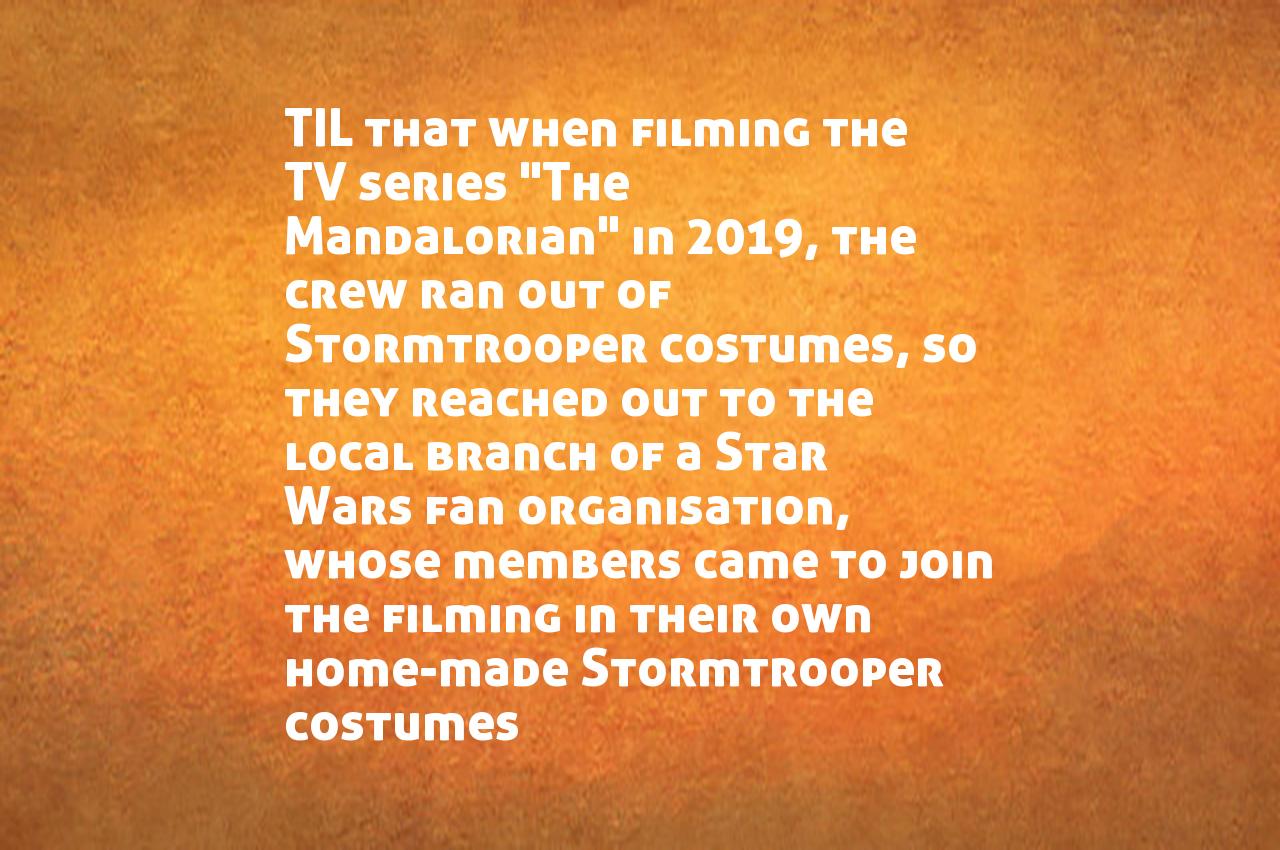 TIL that when filming the
TV series "The
Mandalorian" in 2019, the
crew ran out of
Stormtrooper costumes, so
they reached out to the
local branch of a Star
Wars fan organisation,
whose members came to join
the filming in their own
home-made Stormtrooper
costumes